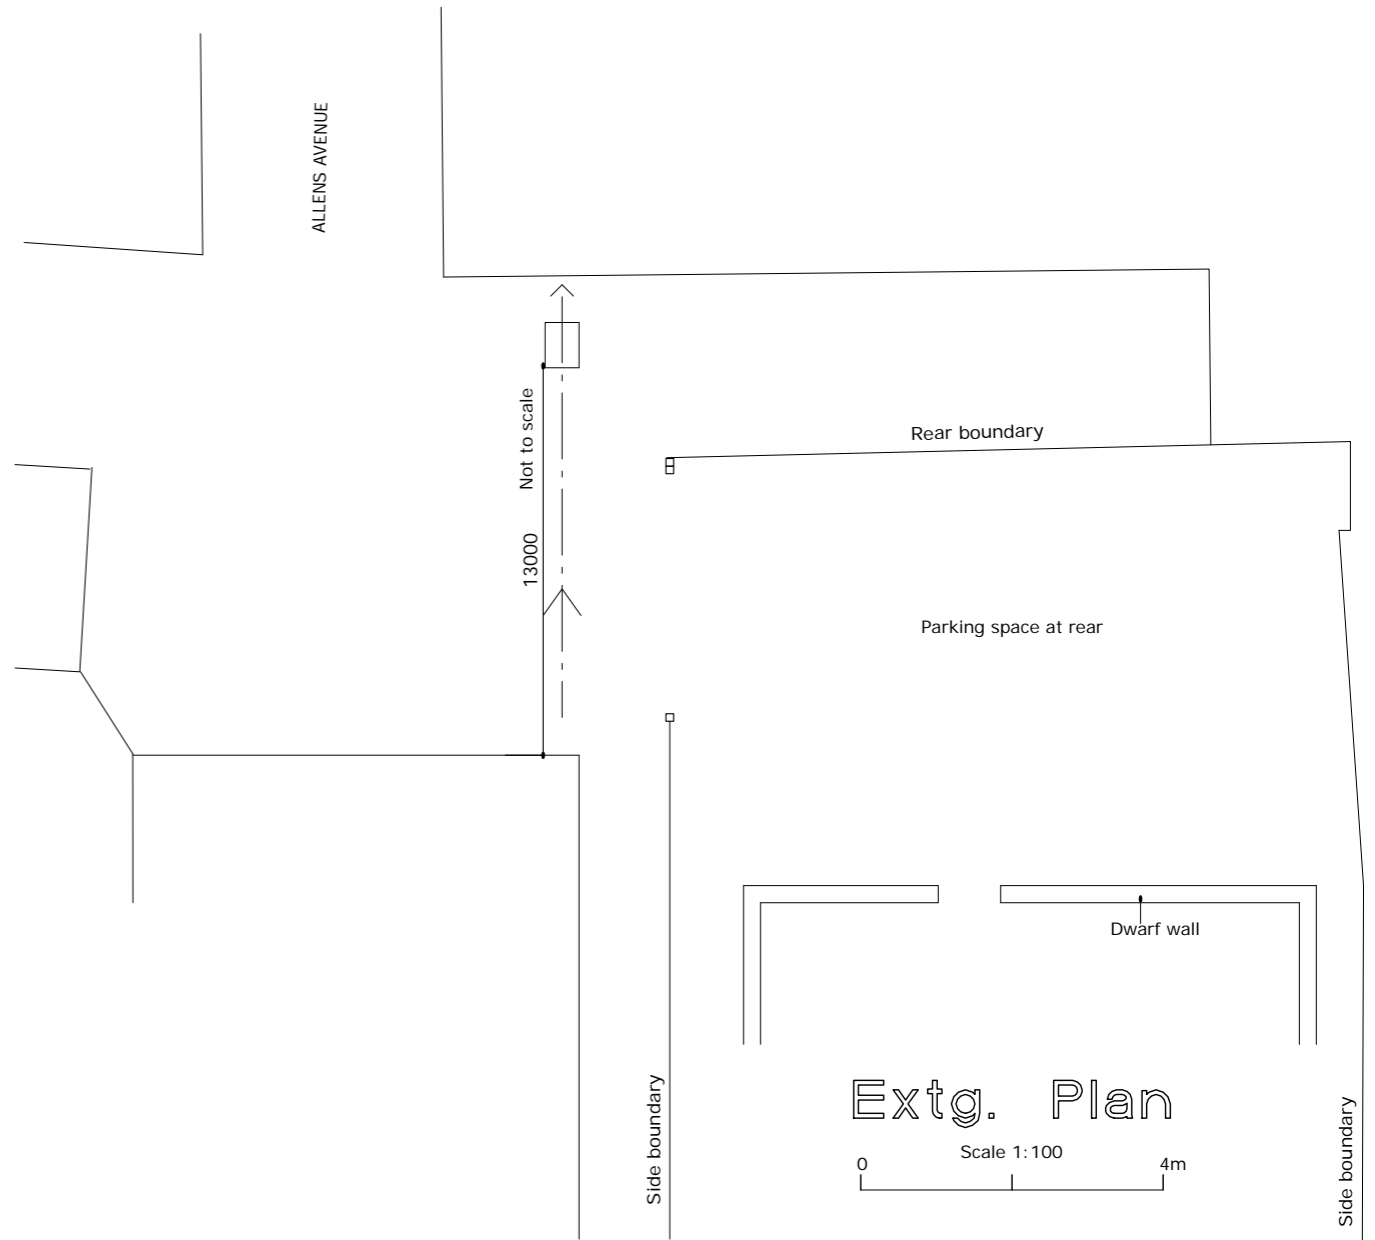 ALLENS AVENUE
Not to scale
13000
Rear boundary
Parking space at rear
Dwarf wall
Side boundary
Extg. Plan
Scale 1:100
0 4m
Side boundary